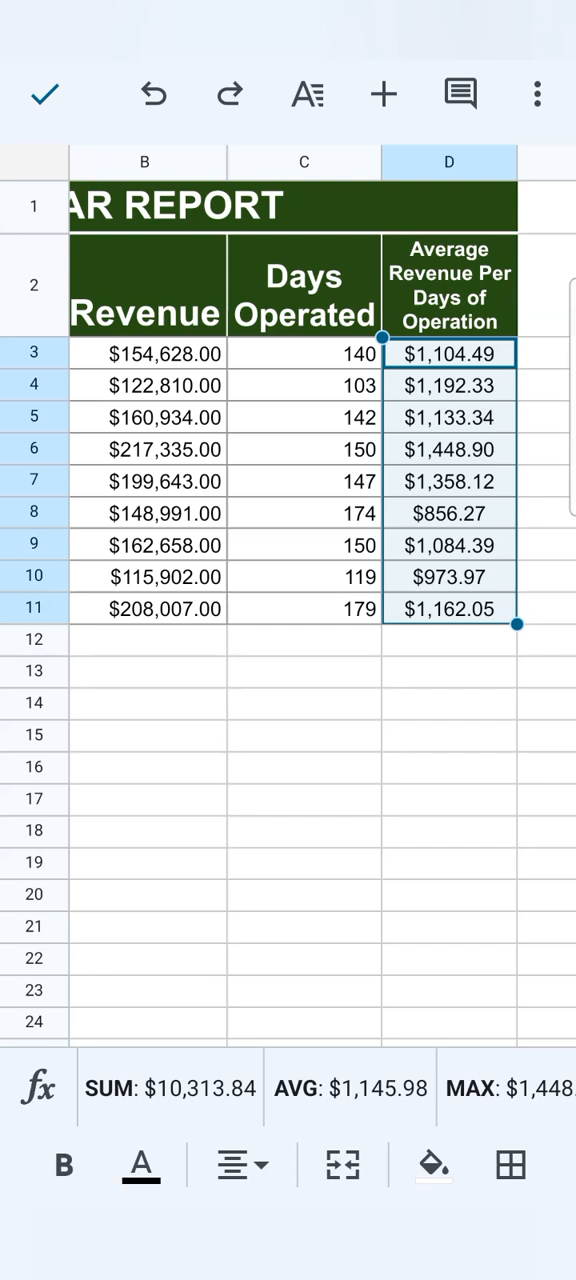 B C D
1 AR REPORT
2 Revenue Days Operated Average Revenue Per Days of Operation
3 $154,628.00 140 $1,104.49
4 $122,810.00 103 $1,192.33
5 $160,934.00 142 $1,133.34
6 $217,335.00 150 $1,448.90
7 $199,643.00 147 $1,358.12
8 $148,991.00 174 $856.27
9 $162,658.00 150 $1,084.39
10 $115,902.00 119 $973.97
11 $208,007.00 179 $1,162.05
12
13
14
15
16
17
18
19
20
21
22
23
24
fx SUM: $10,313.84 AVG: $1,145.98 MAX: $1,448.
B A